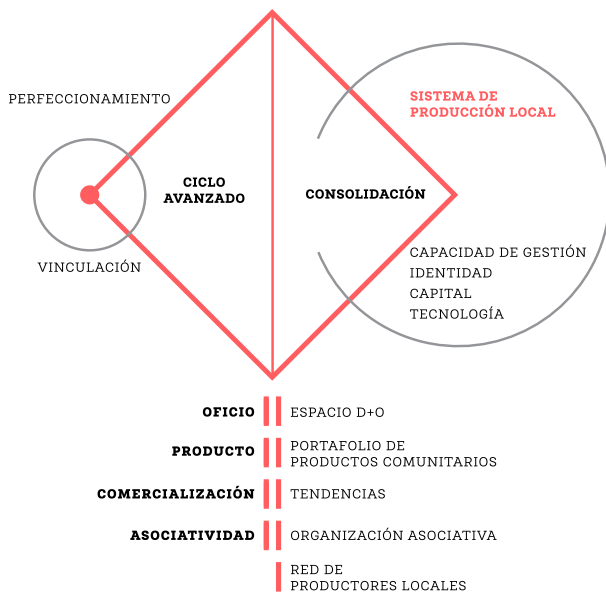 PERFECCIONAMIENTO
SISTEMA DE
PRODUCCIÓN LOCAL
CICLO
AVANZADO
CONSOLIDACIÓN
VINCULACIÓN
CAPACIDAD DE GESTIÓN
IDENTIDAD
CAPITAL
TECNOLOGÍA
OFICIO
ESPACIO D+O
PRODUCTO
PORTAFOLIO DE
PRODUCTOS COMUNITARIOS
COMERCIALIZACIÓN
TENDENCIAS
ASOCIATIVIDAD
ORGANIZACIÓN ASOCIATIVA
RED DE
PRODUCTORES LOCALES